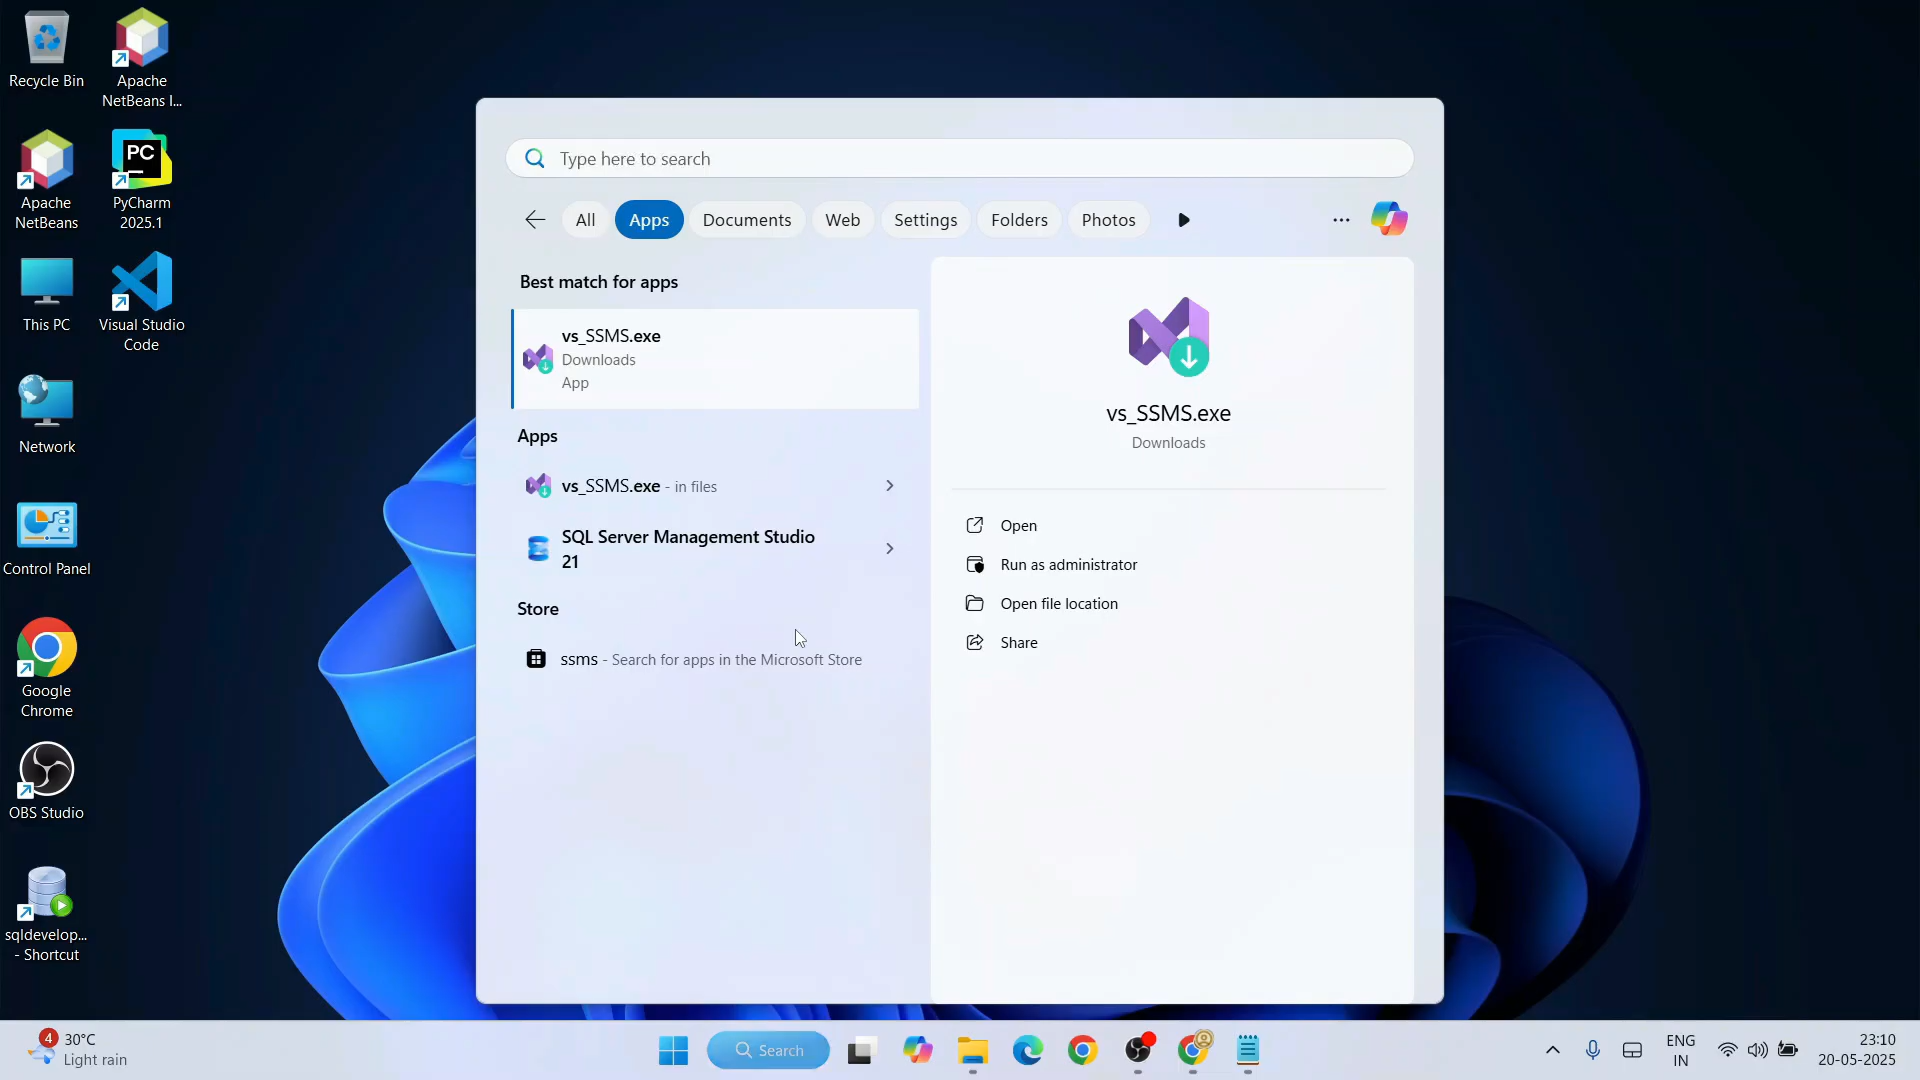 Recycle Bin
Apache
NetBeans I...
Apache
NetBeans
PC
PyCharm
2025.1
This PC
Visual Studio
Code
Network
Control Panel
Google
Chrome
OBS Studio
sqldevelop...
- Shortcut
Type here to search
All
Apps
Documents
Web
Settings
Folders
Photos
Best match for apps
vs_SSMS.exe
Downloads
App
Apps
vs_SSMS.exe - in files
SQL Server Management Studio
21
Store
ssms - Search for apps in the Microsoft Store
vs_SSMS.exe
Downloads
Open
Run as administrator
Open file location
Share
4
30°C
Light rain
Search
ENG
IN
23:10
20-05-2025